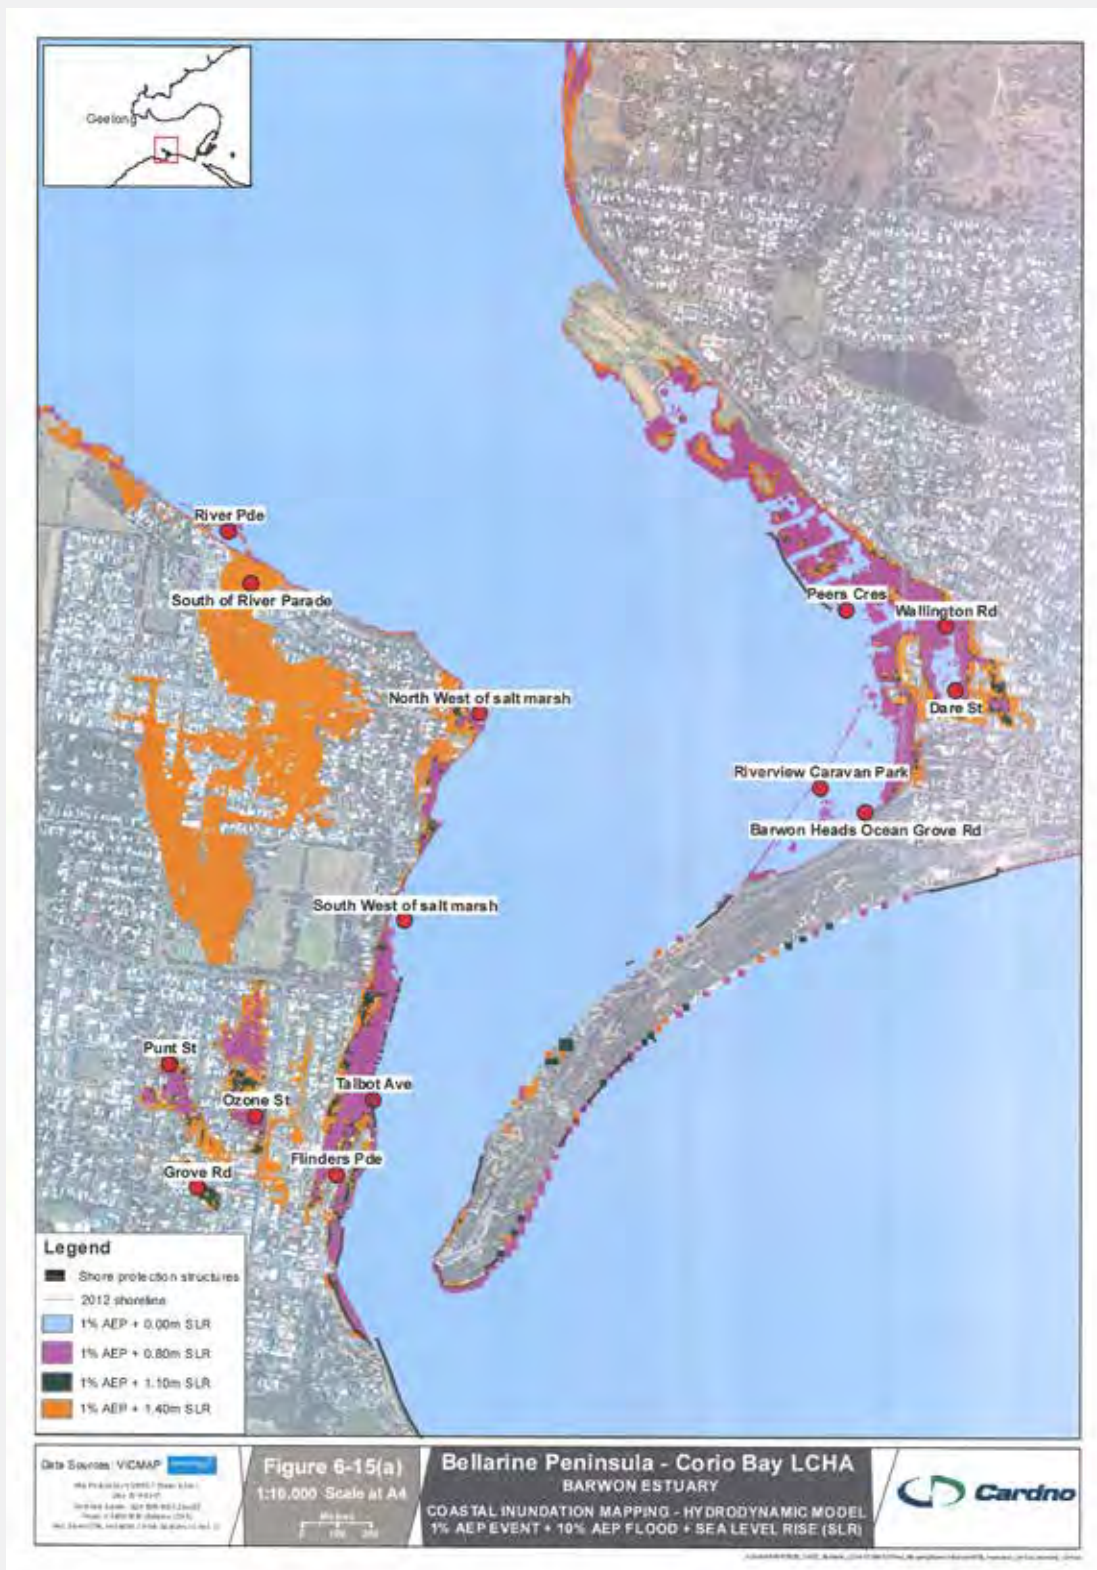 Geelong
River Pde
South of River Parade
Peers Cres
Wallington Rd
North West of salt marsh
Dare St
Riverview Caravan Park
Barwon Heads Ocean Grove Rd
South West of salt marsh
Punt St
Talbot Ave
Ozone St
Flinders Pde
Grove Rd
Legend
Shore protection structures
2012 shoreline
1% AEP + 0.00m SLR
1% AEP + 0.80m SLR
1% AEP + 1.10m SLR
1% AEP + 1.40m SLR
Data Sources: VICMAP
Figure 6-15(a)
1:10,000 Scale at A4
Metres
0 100 200
Bellarine Peninsula - Corio Bay LCHA
BARWON ESTUARY
COASTAL INUNDATION MAPPING - HYDRODYNAMIC MODEL
1% AEP EVENT + 10% AEP FLOOD + SEA LEVEL RISE (SLR)
Cardno